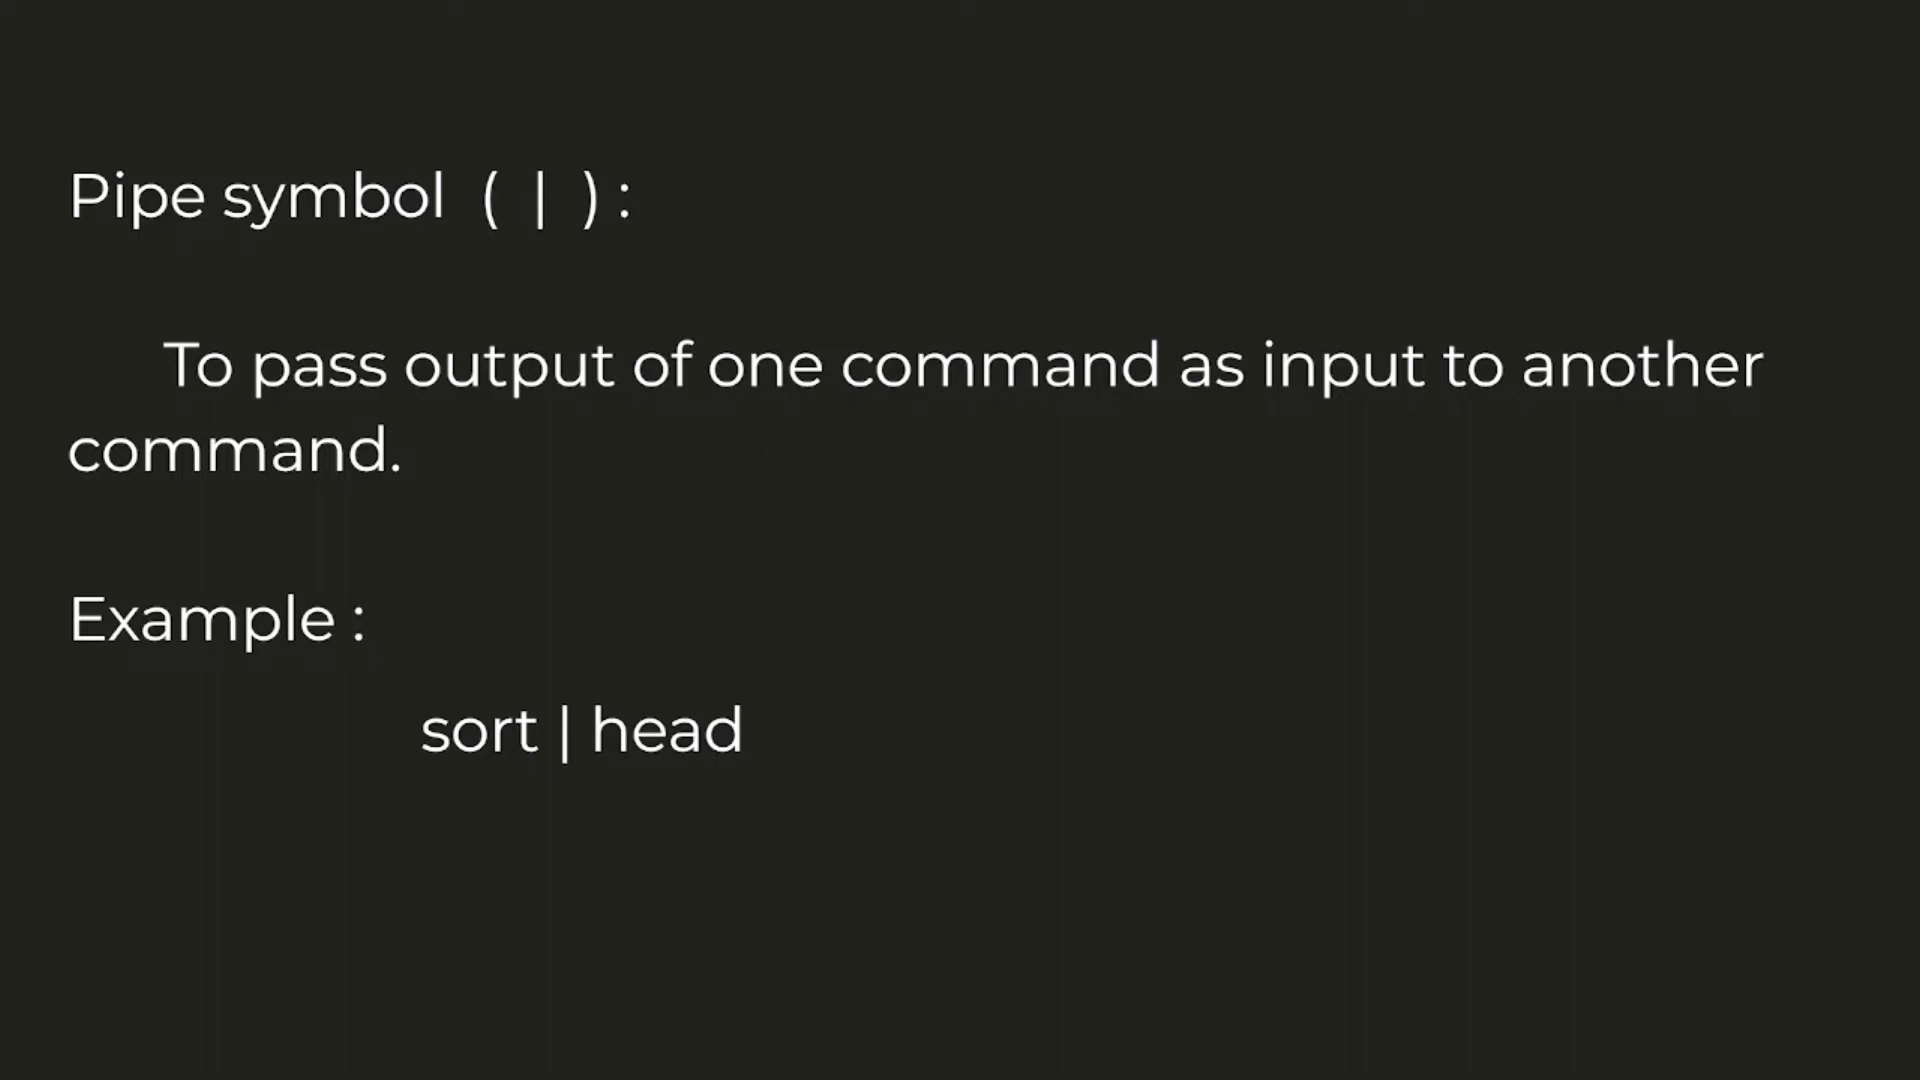 Pipe symbol ( | ) :
To pass output of one command as input to another
command.
Example :
sort | head